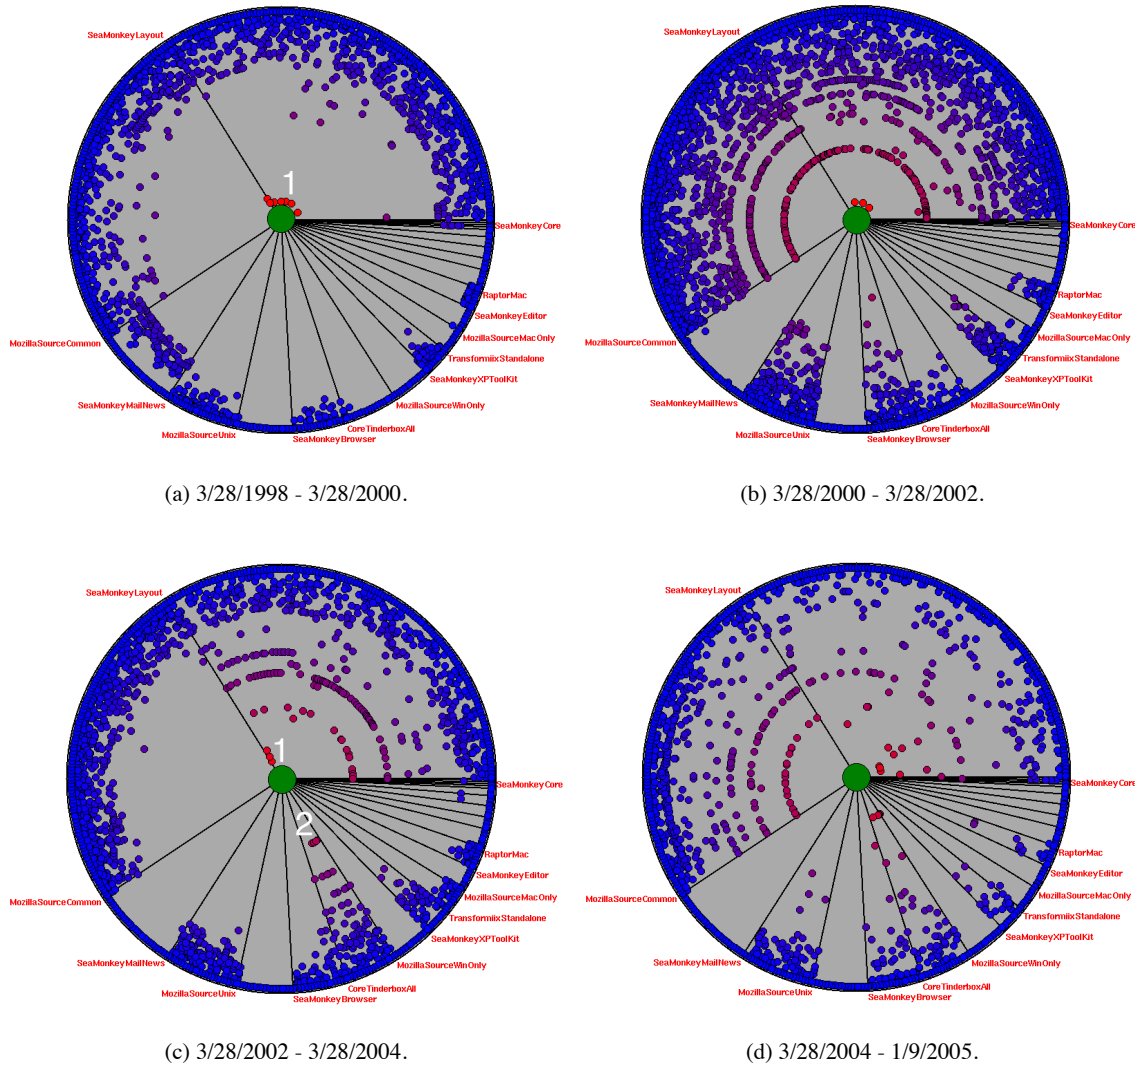 SeaMonkeyLayout
1
SeaMonkeyCore
RaptorMac
SeaMonkeyEditor
MozillaSourceMacOnly
MozillaSourceCommon
TransformiixStandalone
SeaMonkeyXPToolKit
SeaMonkeyMailNews
MozillaSourceWinOnly
CoreTinderboxAll
MozillaSourceUnix
SeaMonkeyBrowser
(a) 3/28/1998 - 3/28/2000.
SeaMonkeyLayout
SeaMonkeyCore
RaptorMac
SeaMonkeyEditor
MozillaSourceMacOnly
MozillaSourceCommon
TransformiixStandalone
SeaMonkeyXPToolKit
SeaMonkeyMailNews
MozillaSourceWinOnly
CoreTinderboxAll
MozillaSourceUnix
SeaMonkeyBrowser
(b) 3/28/2000 - 3/28/2002.
SeaMonkeyLayout
1
SeaMonkeyCore
2
RaptorMac
SeaMonkeyEditor
MozillaSourceMacOnly
MozillaSourceCommon
TransformiixStandalone
SeaMonkeyXPToolKit
SeaMonkeyMailNews
MozillaSourceWinOnly
CoreTinderboxAll
MozillaSourceUnix
SeaMonkeyBrowser
(c) 3/28/2002 - 3/28/2004.
SeaMonkeyLayout
SeaMonkeyCore
RaptorMac
SeaMonkeyEditor
MozillaSourceMacOnly
MozillaSourceCommon
TransformiixStandalone
SeaMonkeyXPToolKit
SeaMonkeyMailNews
MozillaSourceWinOnly
CoreTinderboxAll
MozillaSourceUnix
SeaMonkeyBrowser
(d) 3/28/2004 - 1/9/2005.